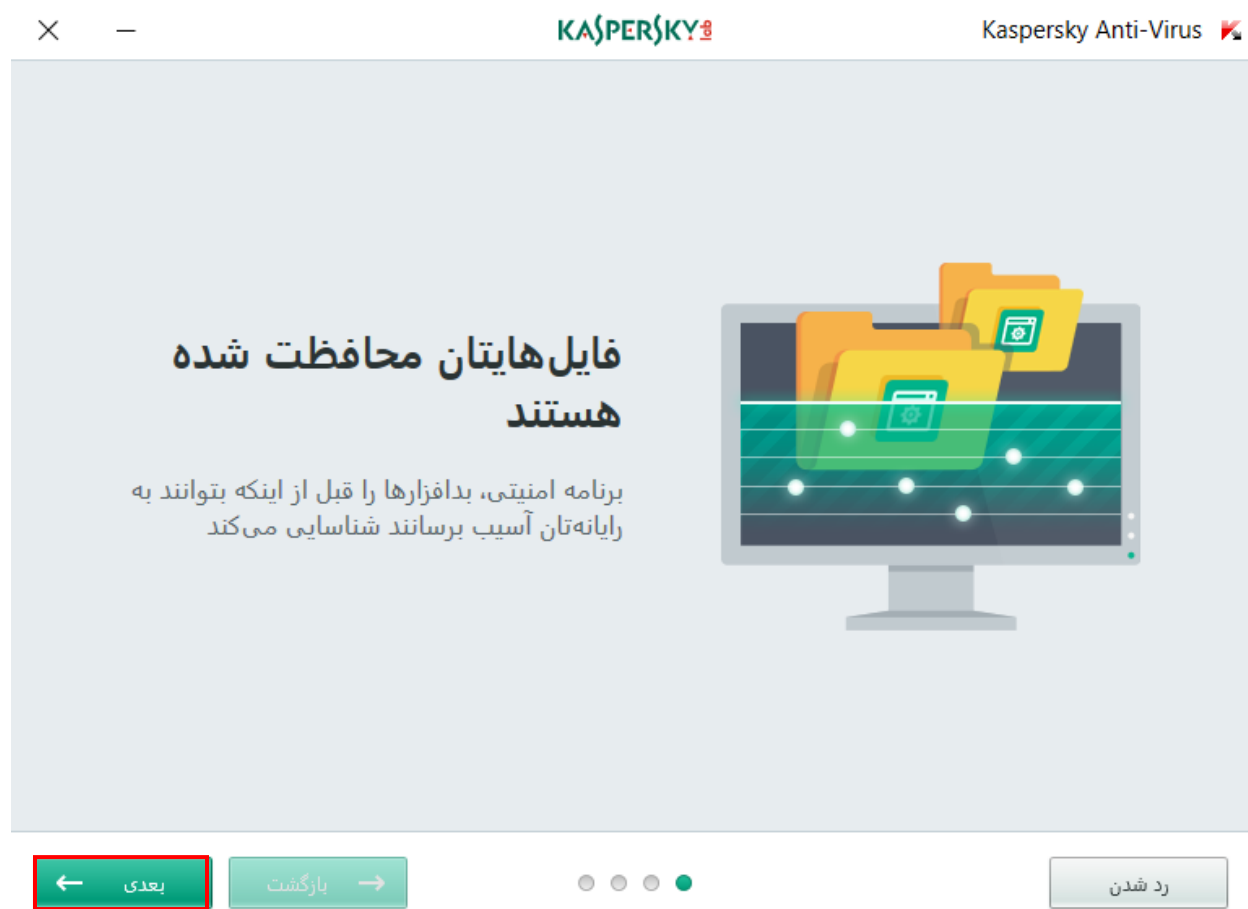 Kaspersky Anti-Virus
KASPERSKY lab
فایل‌هایتان محافظت شده
هستند
برنامه امنیتی، بدافزارها را قبل از اینکه بتوانند به
رایانه‌تان آسیب برسانند شناسایی می‌کند
رد شدن
بازگشت
بعدی